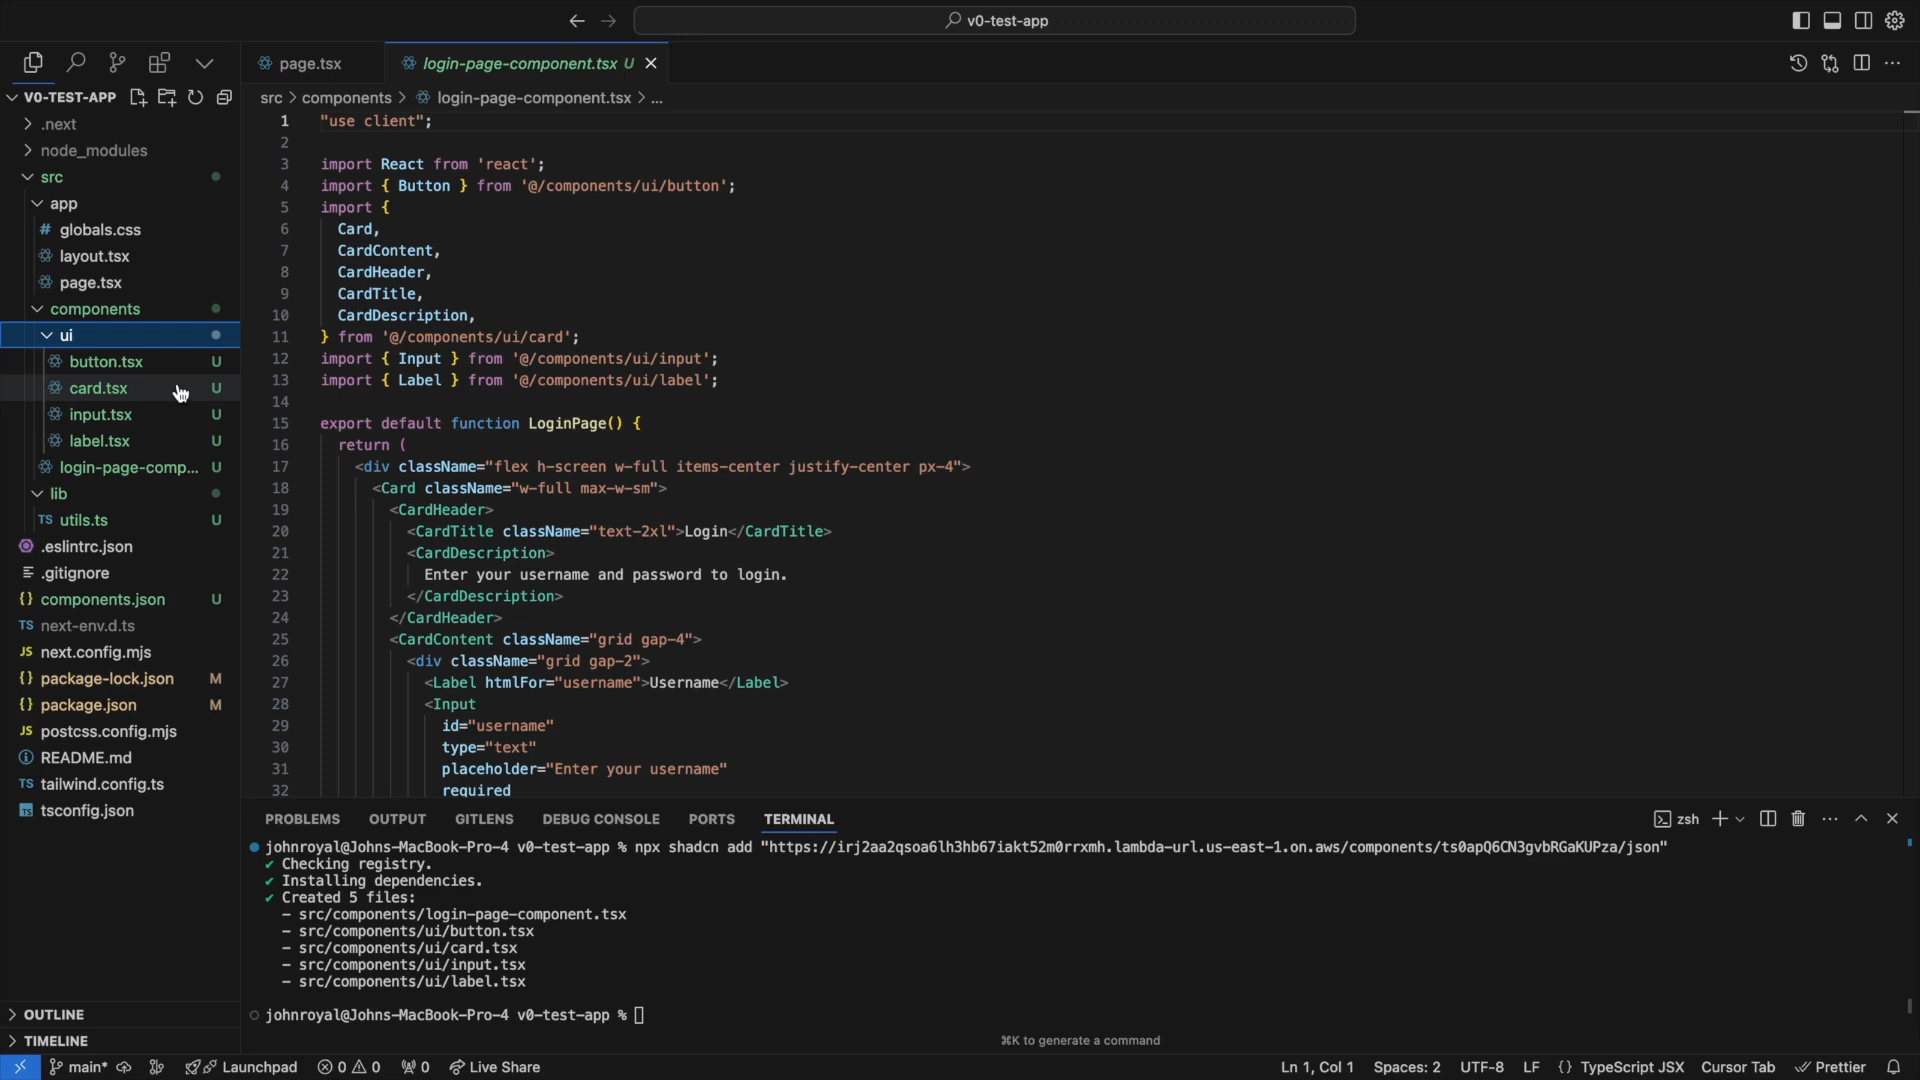 v0-test-app
page.tsx
login-page-component.tsx U
V0-TEST-APP
src > components > login-page-component.tsx > ...
.next
node_modules
src
app
globals.css
layout.tsx
page.tsx
components
ui
button.tsx U
card.tsx U
input.tsx U
label.tsx U
login-page-comp... U
lib
TS utils.ts U
.eslintrc.json
.gitignore
{} components.json U
TS next-env.d.ts
JS next.config.mjs
{} package-lock.json M
{} package.json M
JS postcss.config.mjs
README.md
TS tailwind.config.ts
tsconfig.json
OUTLINE
TIMELINE
1 "use client";
2
3 import React from 'react';
4 import { Button } from '@/components/ui/button';
5 import {
6 Card,
7 CardContent,
8 CardHeader,
9 CardTitle,
10 CardDescription,
11 } from '@/components/ui/card';
12 import { Input } from '@/components/ui/input';
13 import { Label } from '@/components/ui/label';
14
15 export default function LoginPage() {
16 return (
17 <div className="flex h-screen w-full items-center justify-center px-4">
18 <Card className="w-full max-w-sm">
19 <CardHeader>
20 <CardTitle className="text-2xl">Login</CardTitle>
21 <CardDescription>
22 Enter your username and password to login.
23 </CardDescription>
24 </CardHeader>
25 <CardContent className="grid gap-4">
26 <div className="grid gap-2">
27 <Label htmlFor="username">Username</Label>
28 <Input
29 id="username"
30 type="text"
31 placeholder="Enter your username"
32 required
PROBLEMS OUTPUT GITLENS DEBUG CONSOLE PORTS TERMINAL
zsh
johnroyal@Johns-MacBook-Pro-4 v0-test-app % npx shadcn add "https://irj2aa2qsoa6lh3hb67iakt52m0rrxmh.lambda-url.us-east-1.on.aws/components/ts0apQ6CN3gvbRGaKUPza/json"
✔ Checking registry.
✔ Installing dependencies.
✔ Created 5 files:
- src/components/login-page-component.tsx
- src/components/ui/button.tsx
- src/components/ui/card.tsx
- src/components/ui/input.tsx
- src/components/ui/label.tsx
johnroyal@Johns-MacBook-Pro-4 v0-test-app %
⌘K to generate a command
main* Launchpad 0 0 0 Live Share Ln 1, Col 1 Spaces: 2 UTF-8 LF {} TypeScript JSX Cursor Tab Prettier